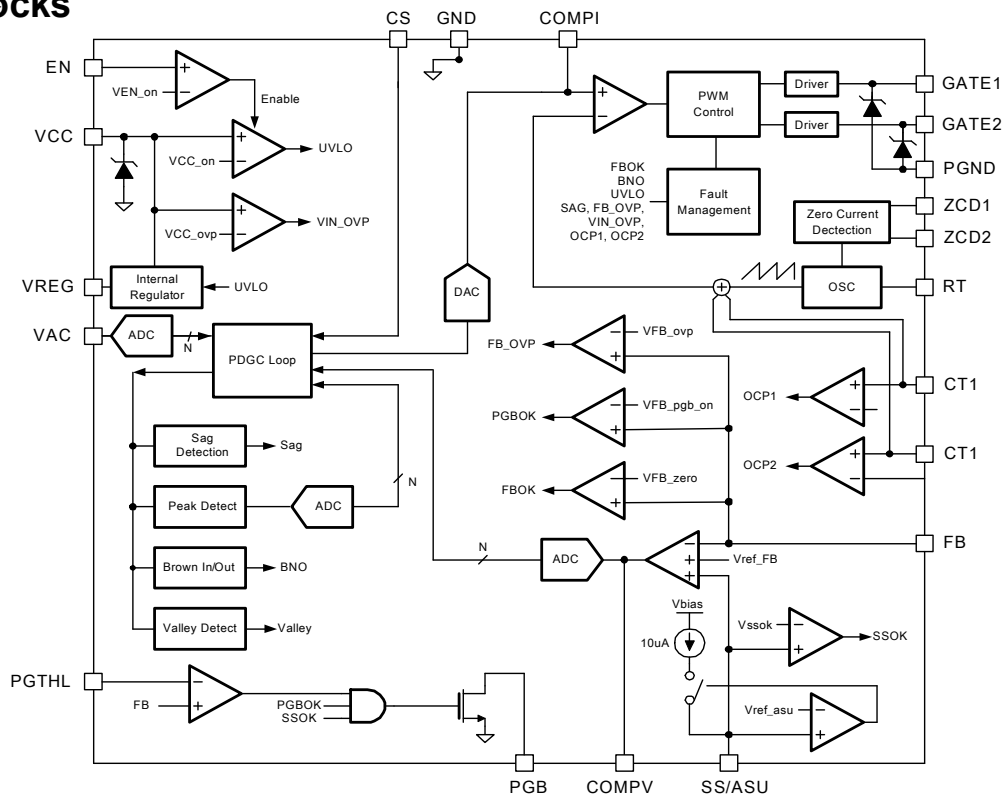 ocks
CS
GND
COMPI
EN
VEN_on
+
−
Enable
VCC
VCC_on
+
−
UVLO
VCC_ovp
+
−
VIN_OVP
VREG
Internal
Regulator
UVLO
VAC
ADC
N
PDGC Loop
DAC
+
−
PWM
Control
Driver
Driver
GATE1
GATE2
PGND
FBOK
BNO
UVLO
SAG, FB_OVP,
VIN_OVP,
OCP1, OCP2
Fault
Management
Zero Current
Dectection
ZCD1
ZCD2
+
OSC
RT
FB_OVP
−
+
VFB_ovp
PGBOK
−
+
VFB_pgb_on
FBOK
−
+
VFB_zero
OCP1
+
−
CT1
OCP2
+
−
CT1
Sag
Detection
Sag
Peak Detect
ADC
N
Brown In/Out
BNO
Valley Detect
Valley
N
ADC
−
+
+
Vref_FB
FB
Vbias
10uA
Vssok
−
+
SSOK
Vref_asu
−
+
PGTHL
FB
−
+
PGBOK
SSOK
PGB
COMPV
SS/ASU